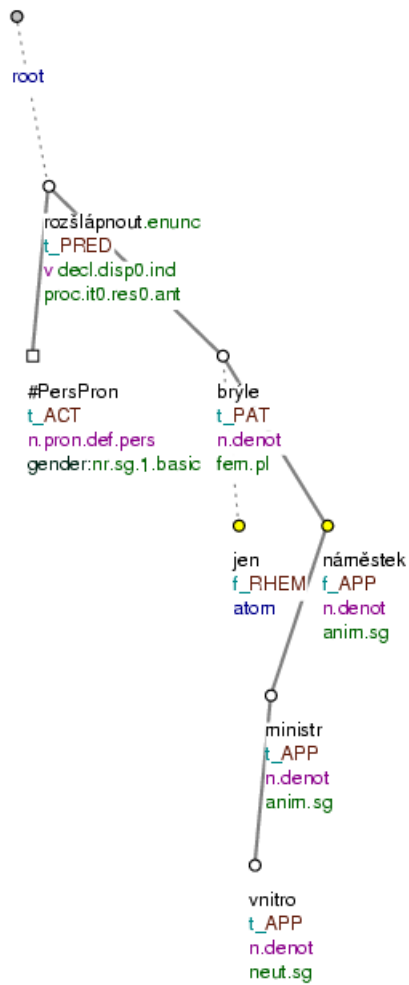 root
rozšlápnout.enunc
t_PRED
v decl.disp0.ind
proc.it0.res0.ant
#PersPron
t_ACT
n.pron.def.pers
gender:nr.sg.1.basic
brýle
t_PAT
n.denot
fem.pl
jen
f_RHEM
atom
náměstek
f_APP
n.denot
anim.sg
ministr
t_APP
n.denot
anim.sg
vnitro
t_APP
n.denot
neut.sg